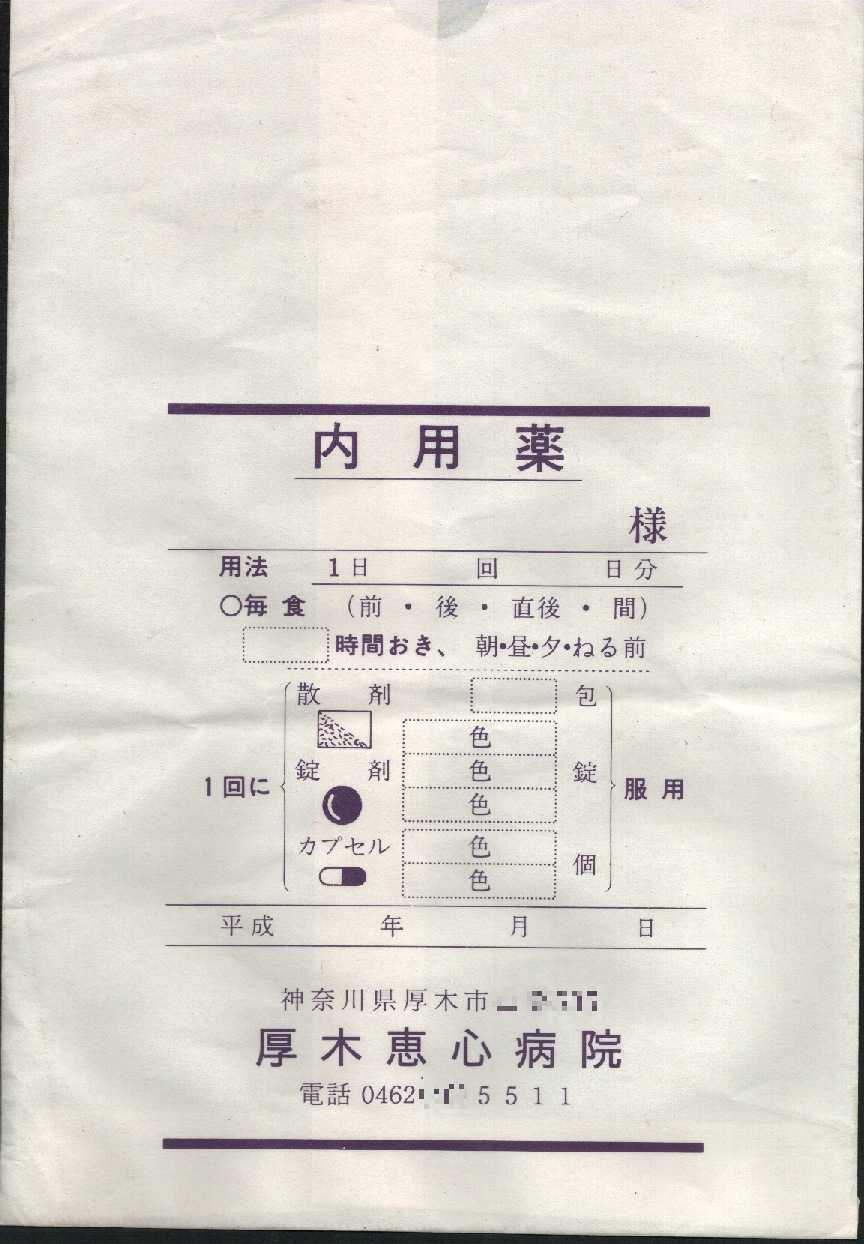 内用薬
様
用法 1日 回 日分
○毎食 (前・後・直後・間)
時間おき、 朝・昼・夕・ねる前
散剤 包
色
錠剤 色 錠
1回に 色 服用
カプセル 色
色 個
平成 年 月 日
神奈川県厚木市
厚木恵心病院
電話 0462 5511